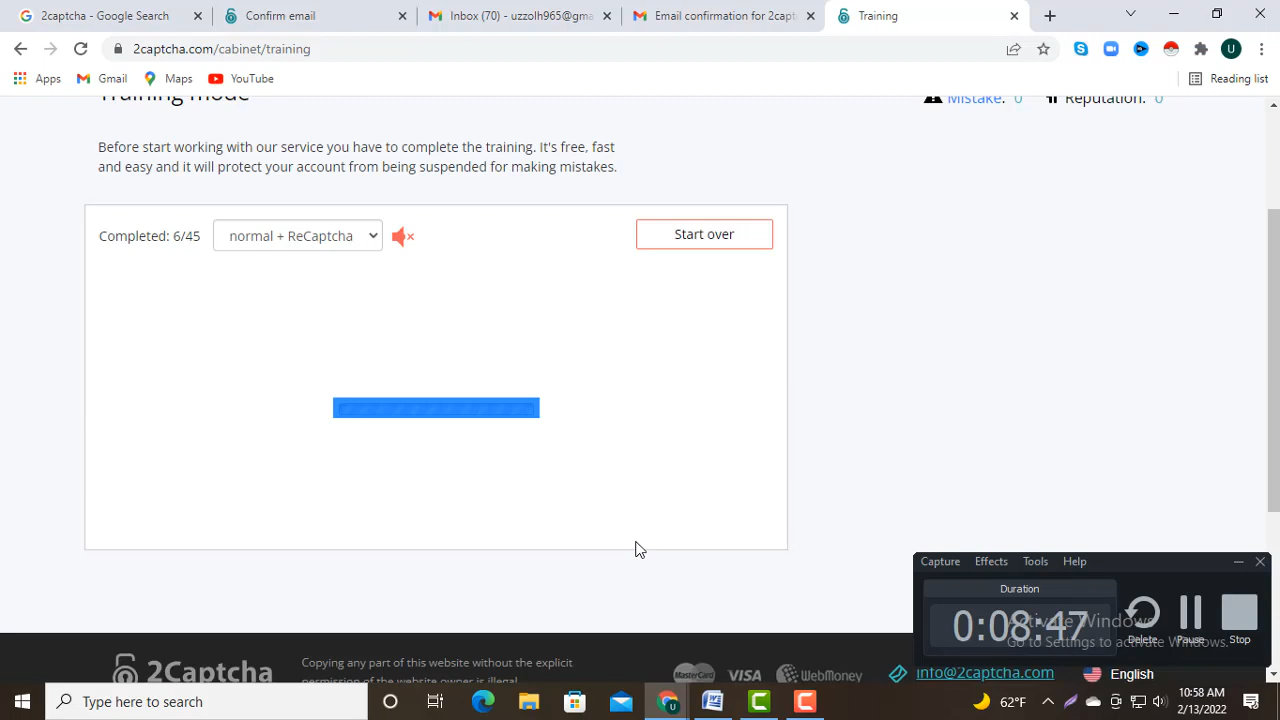 2captcha - Google Search
Confirm email
Inbox (70) - uzzolh965@gma
Email confirmation for 2capt
Training
2captcha.com/cabinet/training
U
Apps
Gmail
Maps
YouTube
Reading list
Training mode
Mistake: 0
Reputation: 0
Before start working with our service you have to complete the training. It's free, fast
and easy and it will protect your account from being suspended for making mistakes.
Completed: 6/45
normal + ReCaptcha
Start over
Capture
Effects
Tools
Help
Duration
0:08:47
Delete
Pause
Stop
Activate Windows
Go to Settings to activate Windows.
2Captcha
Copying any part of this website without the explicit
permission of the website owner is illegal
MasterCard
VISA
WebMoney
info@2captcha.com
English
Type here to search
62°F
10:58 AM
2/13/2022